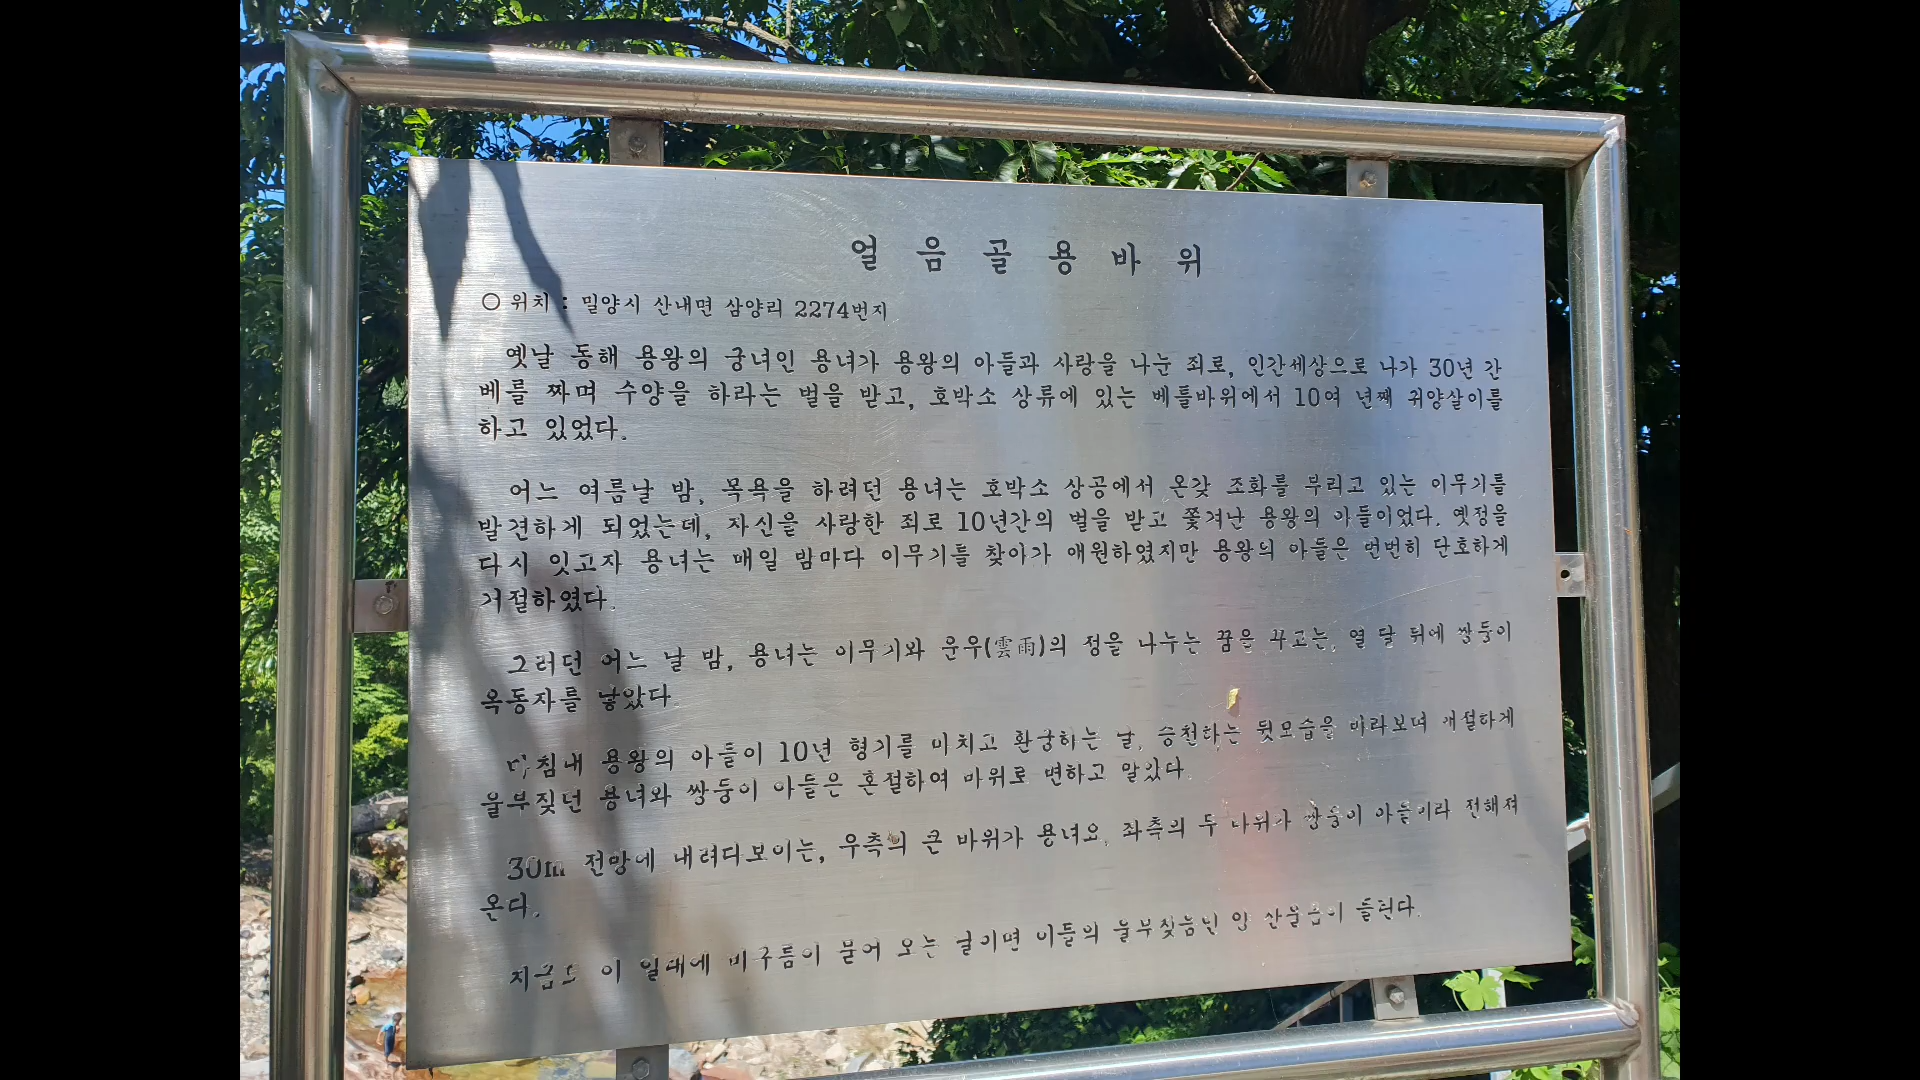 얼음골용바위
○ 위치 : 밀양시 산내면 삼양리 2274번지
옛날 동해 용왕의 궁녀인 용녀가 용왕의 아들과 사랑을 나눈 죄로, 인간세상으로 나가 30년 간
베를 짜며 수양을 하라는 벌을 받고, 호박소 상류에 있는 베틀바위에서 10여 년째 귀양살이를
하고 있었다.
어느 여름날 밤, 목욕을 하려던 용녀는 호박소 상공에서 온갖 조화를 부리고 있는 이무기를
발견하게 되었는데, 자신을 사랑한 죄로 10년간의 벌을 받고 쫓겨난 용왕의 아들이었다. 옛정을
다시 잇고자 용녀는 매일 밤마다 이무기를 찾아가 애원하였지만 용왕의 아들은 번번히 단호하게
거절하였다.
그러던 어느 날 밤, 용녀는 이무기와 운우(雲雨)의 정을 나누는 꿈을 꾸고는, 열 달 뒤에 쌍둥이
옥동자를 낳았다.
마침내 용왕의 아들이 10년 형기를 마치고 환궁하는 날, 승천하는 뒷모습을 바라보며 애절하게
울부짖던 용녀와 쌍둥이 아들은 혼절하여 바위로 변하고 말았다.
30m 전망에 내려다보이는, 우측의 큰 바위가 용녀요, 좌측의 두 바위가 쌍둥이 아들이라 전해져
온다.
지금도 이 일대에 비구름이 묻어 오는 날이면 이들의 울부짖음인 양 산울음이 들린다.